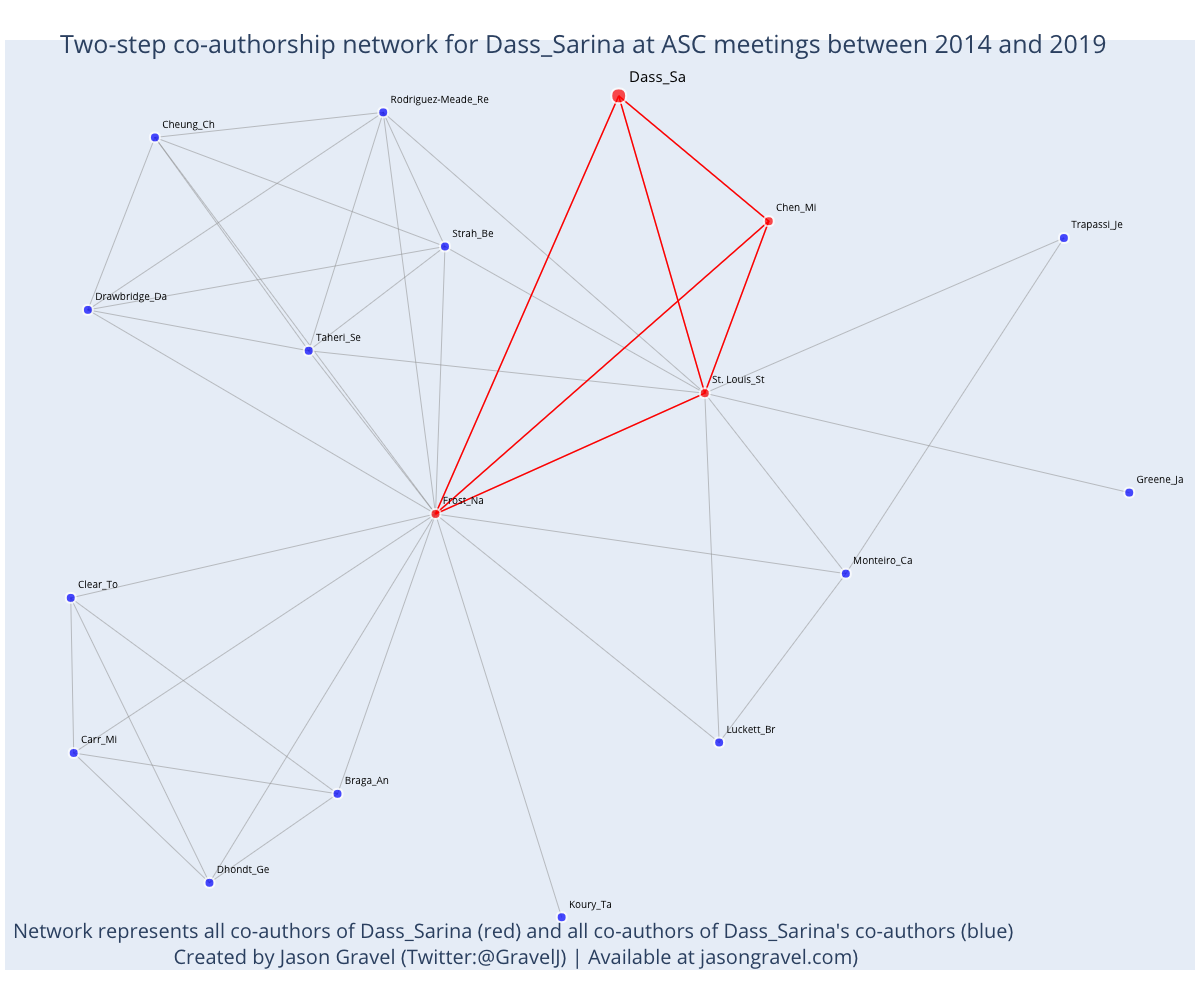 Two-step co-authorship network for Dass_Sarina at ASC meetings between 2014 and 2019
Dass_Sa
Rodriguez-Meade_Re
Cheung_Ch
Chen_Mi
Trapassi_Je
Strah_Be
Drawbridge_Da
Taheri_Se
St. Louis_St
Greene_Ja
Frost_Na
Monteiro_Ca
Clear_To
Luckett_Br
Carr_Mi
Braga_An
Dhondt_Ge
Koury_Ta
Network represents all co-authors of Dass_Sarina (red) and all co-authors of Dass_Sarina's co-authors (blue)
Created by Jason Gravel (Twitter:@GravelJ) | Available at jasongravel.com)